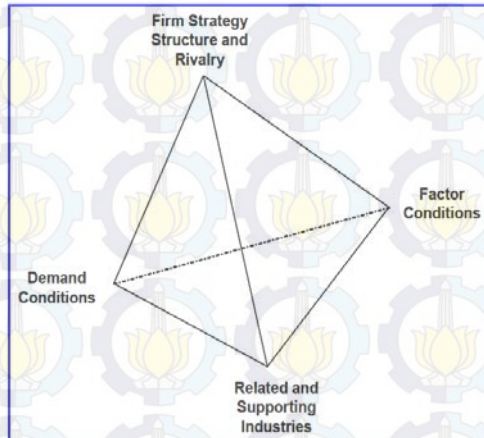 Firm Strategy
Structure and
Rivalry
Factor
Conditions
Demand
Conditions
Related and
Supporting
Industries